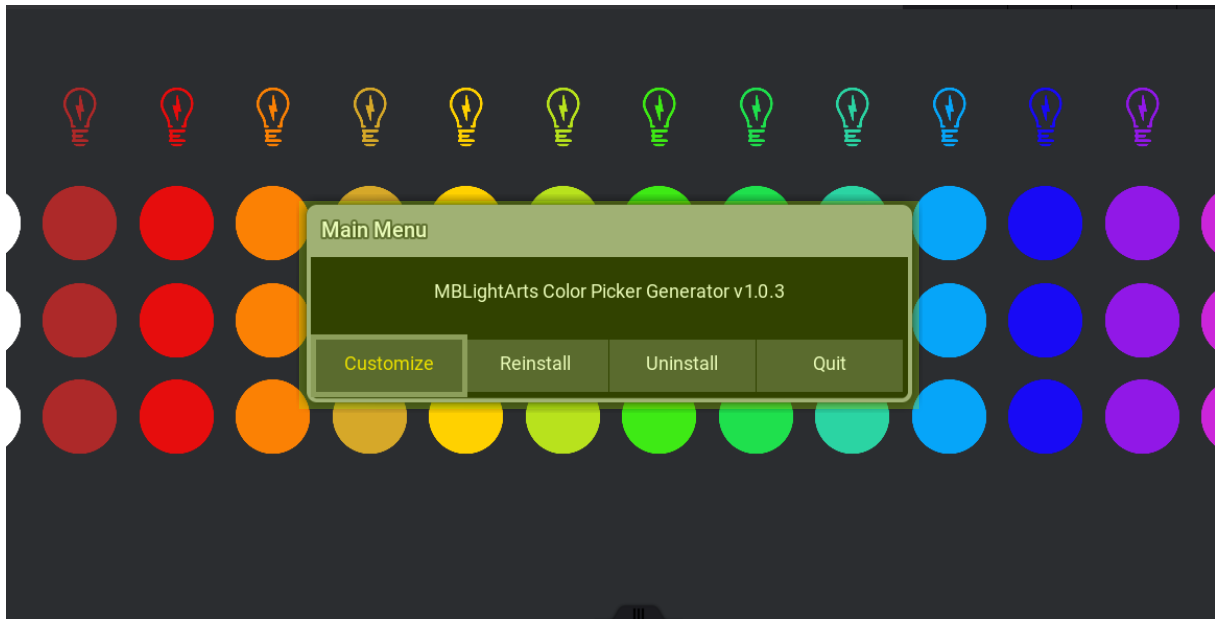 Main Menu
MBLightArts Color Picker Generator v1.0.3
Customize Reinstall Uninstall Quit